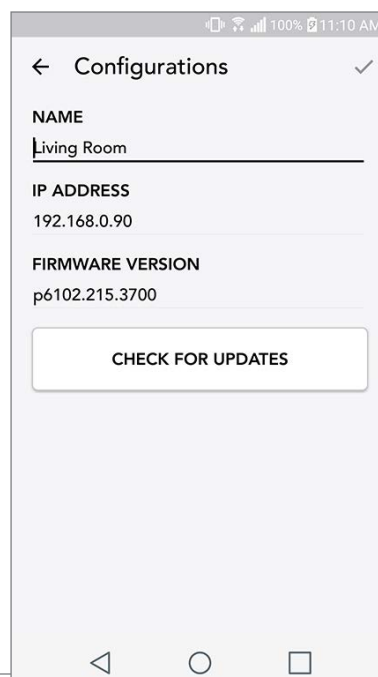 100% 11:10 AM
Configurations
NAME
Living Room
IP ADDRESS
192.168.0.90
FIRMWARE VERSION
p6102.215.3700
CHECK FOR UPDATES